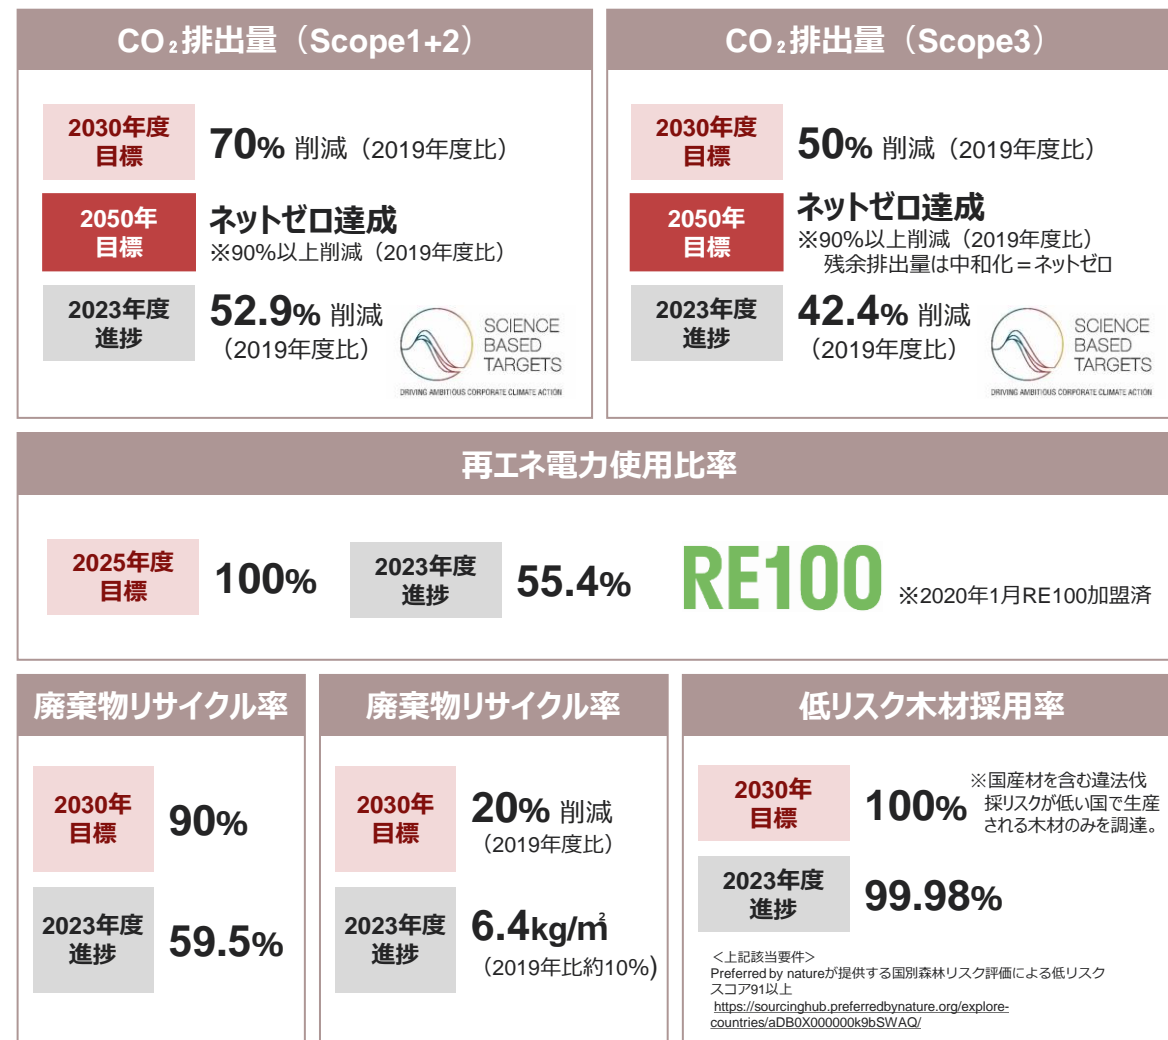 CO₂排出量（Scope1+2）
2030年度
目標
70% 削減（2019年度比）
2050年
目標
ネットゼロ達成
※90%以上削減（2019年度比）
2023年度
進捗
52.9% 削減
（2019年度比）
SCIENCE
BASED
TARGETS
DRIVING AMBITIOUS CORPORATE CLIMATE ACTION
CO₂排出量（Scope3）
2030年度
目標
50% 削減（2019年度比）
2050年
目標
ネットゼロ達成
※90%以上削減（2019年度比）
残余排出量は中和化＝ネットゼロ
2023年度
進捗
42.4% 削減
（2019年度比）
SCIENCE
BASED
TARGETS
DRIVING AMBITIOUS CORPORATE CLIMATE ACTION
再エネ電力使用比率
2025年度
目標
100%
2023年度
進捗
55.4%
RE100
※2020年1月RE100加盟済
廃棄物リサイクル率
2030年
目標
90%
2023年度
進捗
59.5%
廃棄物リサイクル率
2030年
目標
20% 削減
（2019年度比）
2023年度
進捗
6.4kg/㎡
（2019年比約10%)
低リスク木材採用率
2030年
目標
100%
※国産材を含む違法伐
採リスクが低い国で生産
される木材のみを調達。
2023年度
進捗
99.98%
＜上記該当要件＞
Preferred by natureが提供する国別森林リスク評価による低リスク
スコア91以上
https://sourcinghub.preferredbynature.org/explore-
countries/aDB0X000000k9bSWAQ/